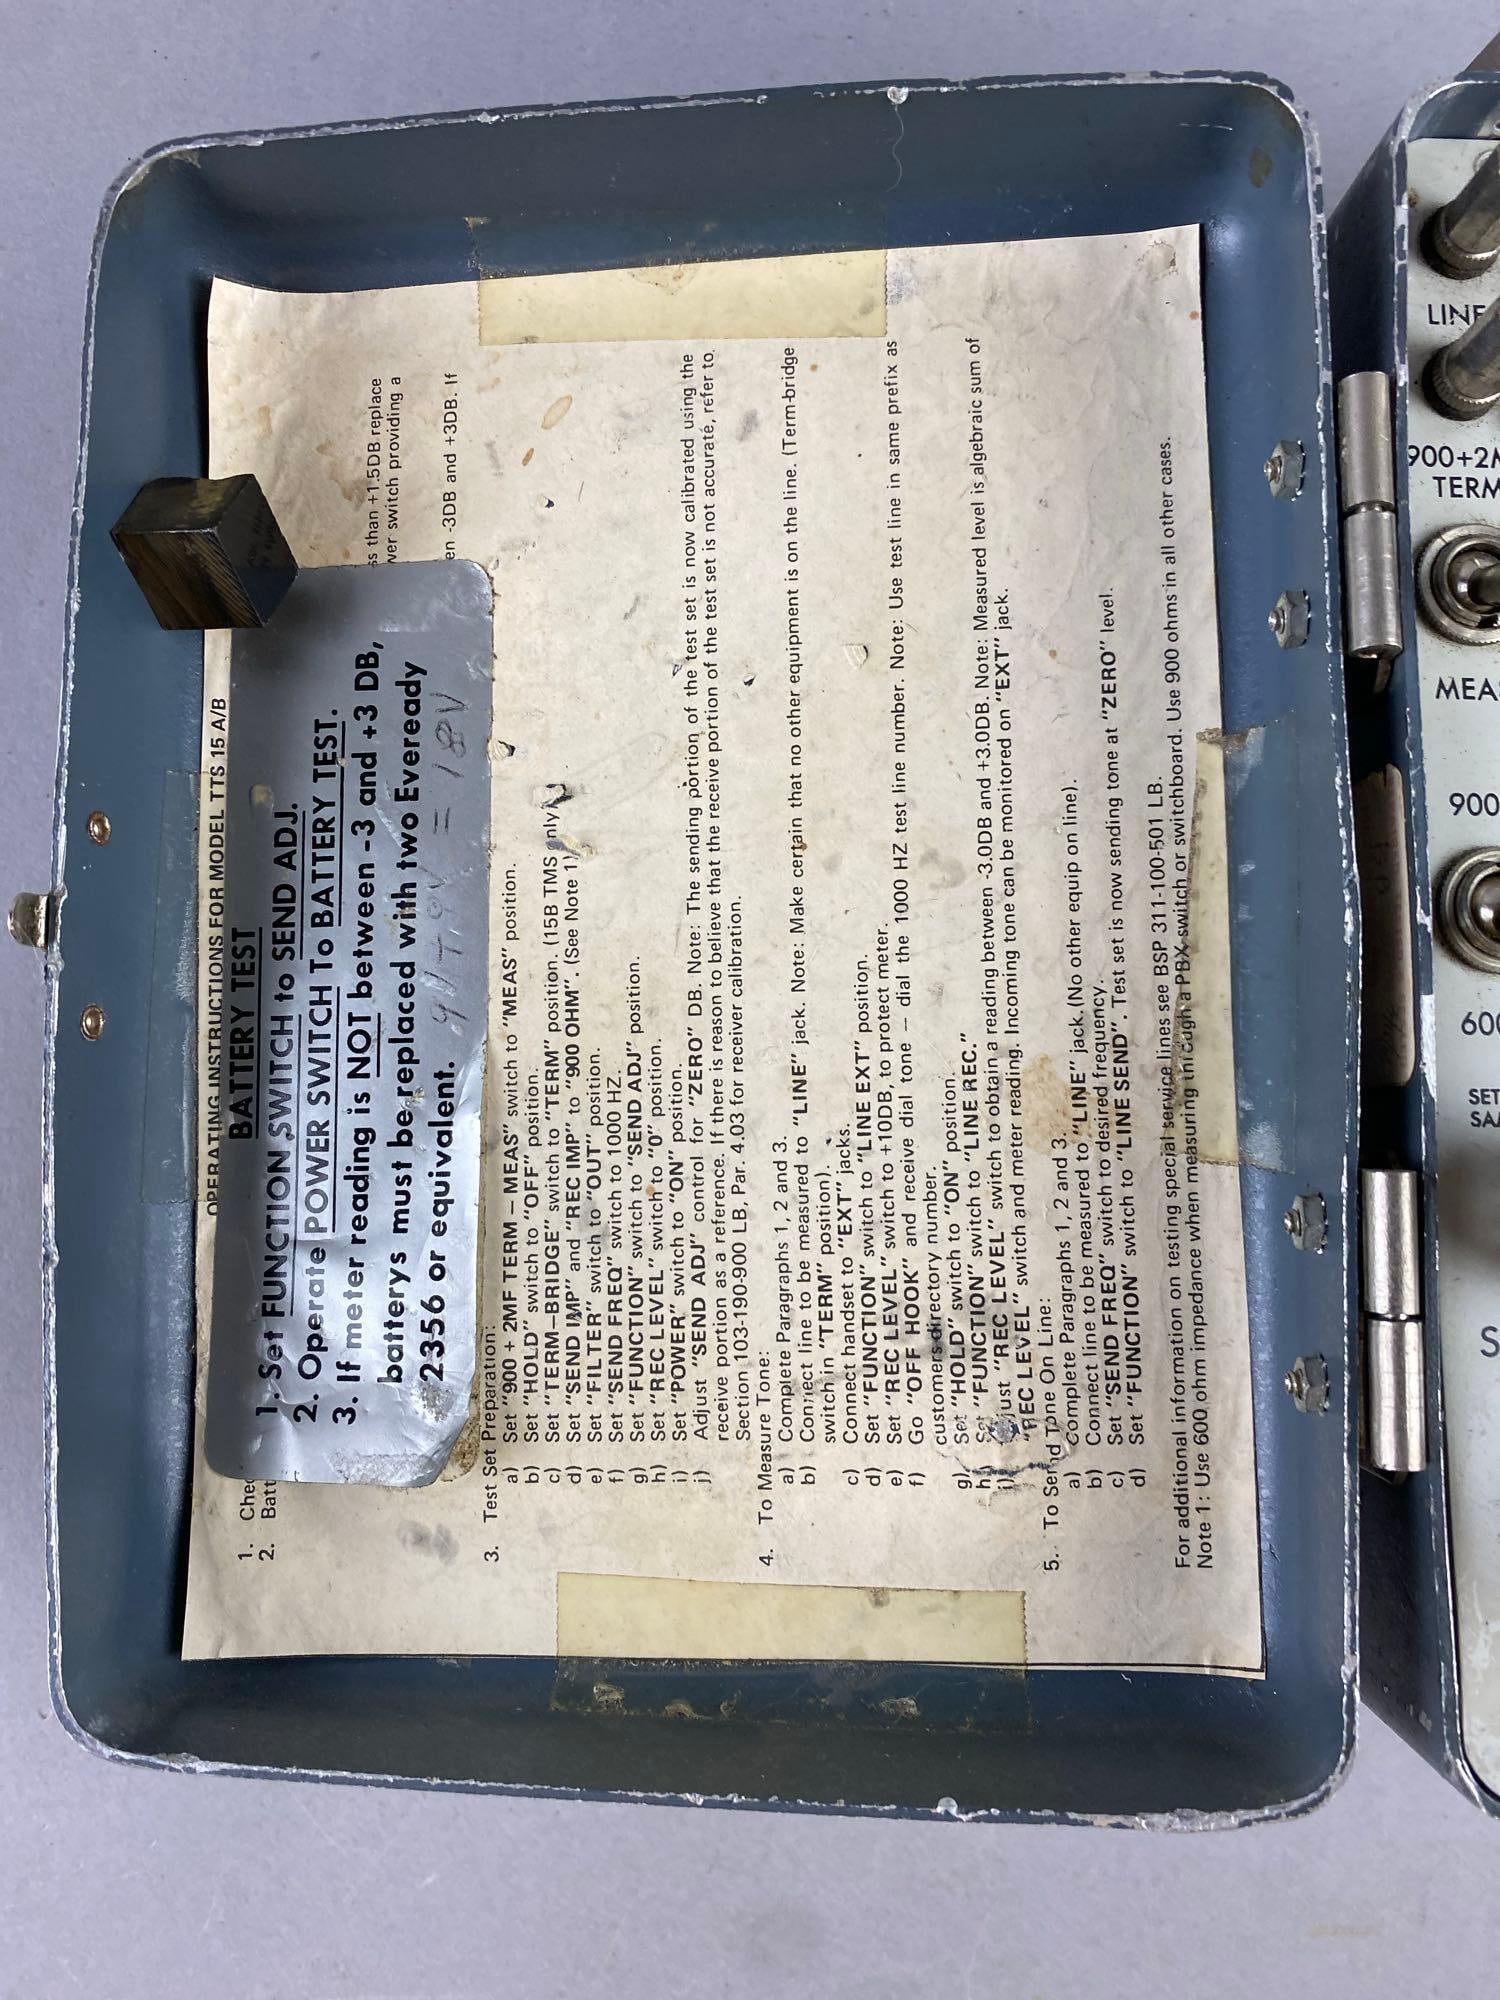 OPERATING INSTRUCTIONS FOR MODEL TTS 15 A/B
BATTERY TEST
1. Set FUNCTION SWITCH to SEND ADJ.
2. Operate POWER SWITCH To BATTERY TEST.
3. If meter reading is NOT between -3 and +3 DB,
batterys must be replaced with two Eveready
2356 or equivalent. 9V + 9V = 18V
1.
2. Batt
than +1.5DB replace
switch providing a
-3DB and +3DB. If
3. Test Set Preparation:
a) Set "900 + 2MF TERM – MEAS" switch to "MEAS" position.
b) Set "HOLD" switch to "OFF" position.
c) Set "TERM–BRIDGE" switch to "TERM" position. (15B TMS only)
d) Set "SEND IMP" and "REC IMP" to "900 OHM". (See Note 1)
e) Set "FILTER" switch to "OUT" position.
f) Set "SEND FREQ" switch to 1000 HZ.
g) Set "FUNCTION" switch to "SEND ADJ" position.
h) Set "REC LEVEL" switch to "0" position.
i) Set "POWER" switch to "ON" position.
j) Adjust "SEND ADJ" control for "ZERO" DB. Note: The sending portion of the test set is now calibrated using the
receive portion as a reference. If there is reason to believe that the receive portion of the test set is not accurate, refer to
Section 103-190-900 LB, Par. 4.03 for receiver calibration.
4. To Measure Tone:
a) Complete Paragraphs 1, 2 and 3.
b) Connect line to be measured to "LINE" jack. Note: Make certain that no other equipment is on the line. (Term-bridge
switch in "TERM" position).
c) Connect handset to "EXT" jacks.
d) Set "FUNCTION" switch to "LINE EXT" position.
e) Set "REC LEVEL" switch to +10DB, to protect meter.
f) Go "OFF HOOK" and receive dial tone – dial the 1000 HZ test line number. Note: Use test line in same prefix as
customers directory number.
g) Set "HOLD" switch to "ON" position.
h) Set "FUNCTION" switch to "LINE REC."
i) Adjust "REC LEVEL" switch to obtain a reading between -3.0DB and +3.0DB. Note: Measured level is algebraic sum of
"REC LEVEL" switch and meter reading. Incoming tone can be monitored on "EXT" jack.
5. To Send Tone On Line:
a) Complete Paragraphs 1, 2 and 3.
b) Connect line to be measured to "LINE" jack. (No other equip on line).
c) Set "SEND FREQ" switch to desired frequency.
d) Set "FUNCTION" switch to "LINE SEND". Test set is now sending tone at "ZERO" level.
For additional information on testing special service lines see BSP 311-100-501 LB.
Note 1: Use 600 ohm impedance when measuring through a PBX switch or switchboard. Use 900 ohms in all other cases.
LINE
900+2M
TERM
MEAS
900
600
SET
S